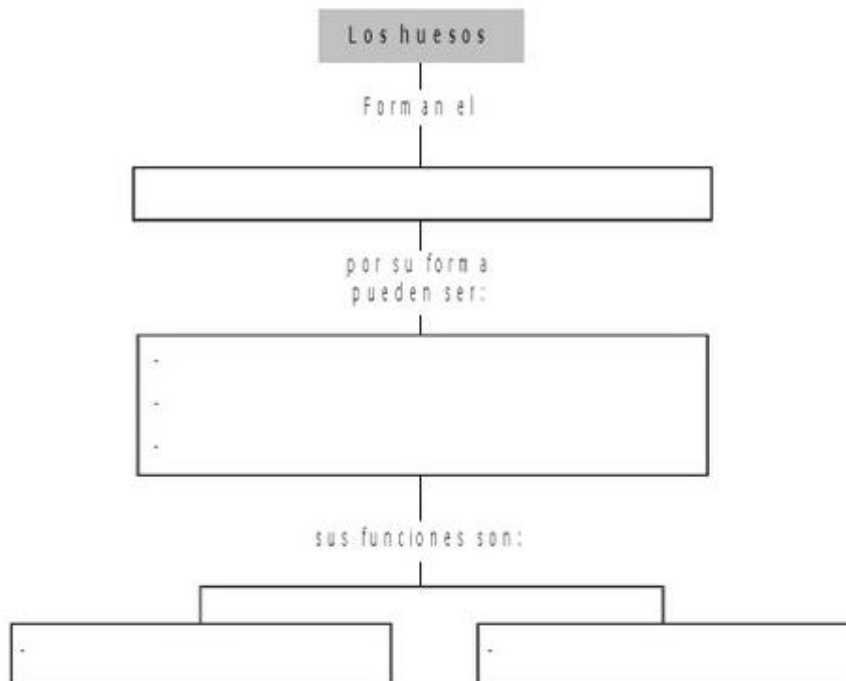 Los huesos
Forman el
por su forma
pueden ser:
-
-
-
sus funciones son:
- -